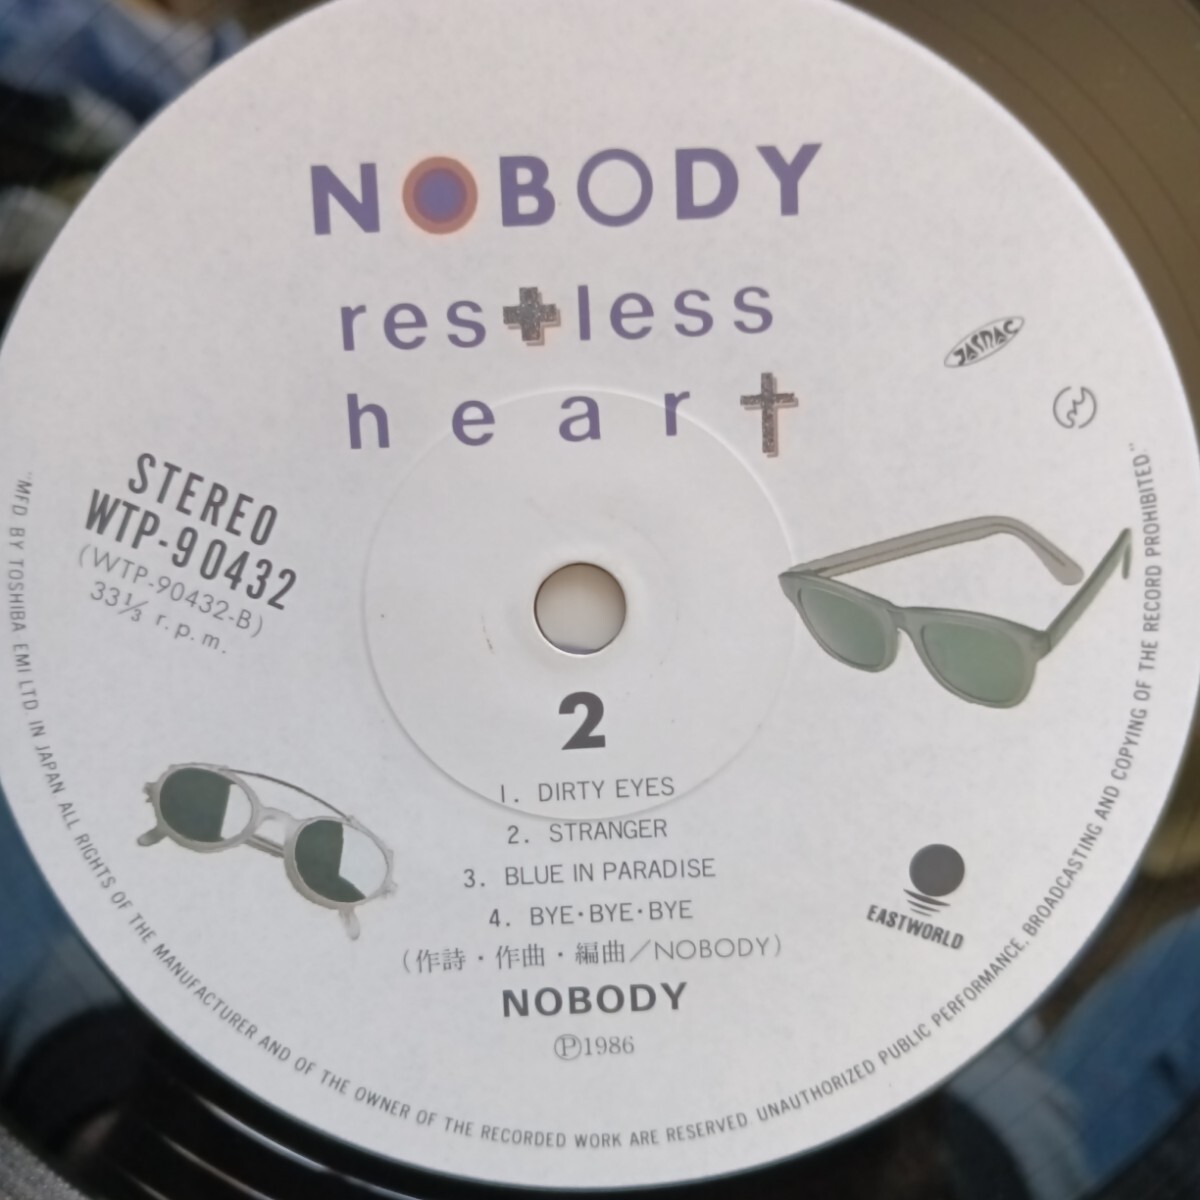 NOBODY
restless
heart
JASRAC
STEREO
WTP-90432
(WTP-90432-B)
33⅓ r.p.m.
2
1. DIRTY EYES
2. STRANGER
3. BLUE IN PARADISE
4. BYE・BYE・BYE
(作詩・作曲・編曲/NOBODY)
NOBODY
Ⓟ1986
EASTWORLD
"MFD BY TOSHIBA EMI LTD IN JAPAN ALL RIGHTS OF THE MANUFACTURER AND OF THE OWNER OF THE RECORDED WORK ARE RESERVED. UNAUTHORIZED PUBLIC PERFORMANCE, BROADCASTING AND COPYING OF THE RECORD PROHIBITED."